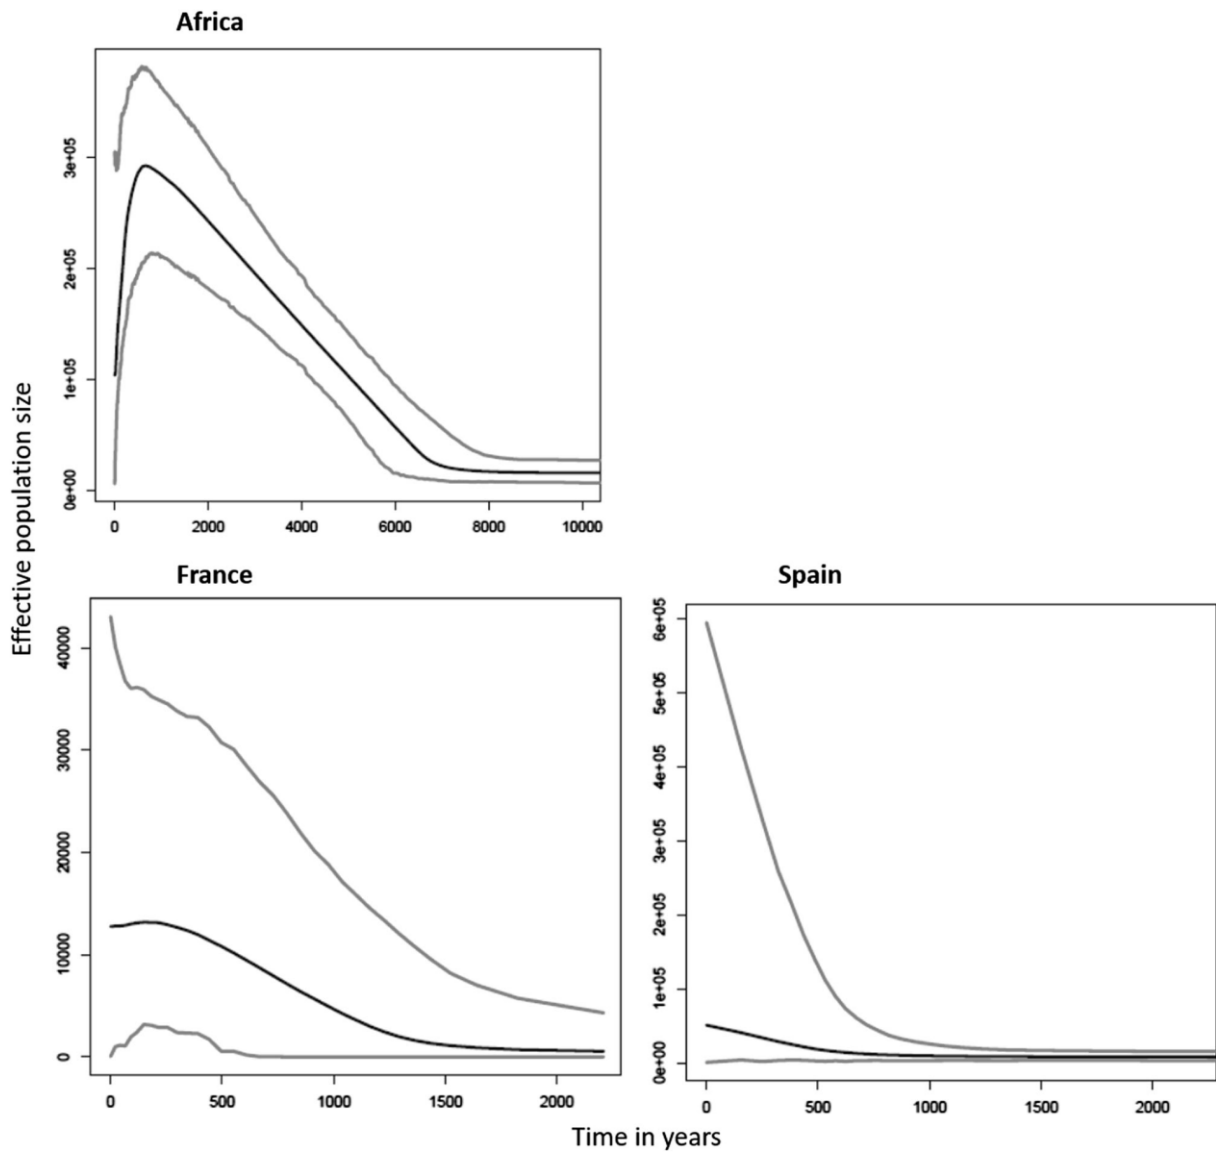 Africa
3e+05
2e+05
1e+05
0e+00
0 2000 4000 6000 8000 10000
Effective population size
France
40000
30000
20000
10000
0
0 500 1000 1500 2000
Spain
6e+05
5e+05
4e+05
3e+05
2e+05
1e+05
0e+00
0 500 1000 1500 2000
Time in years